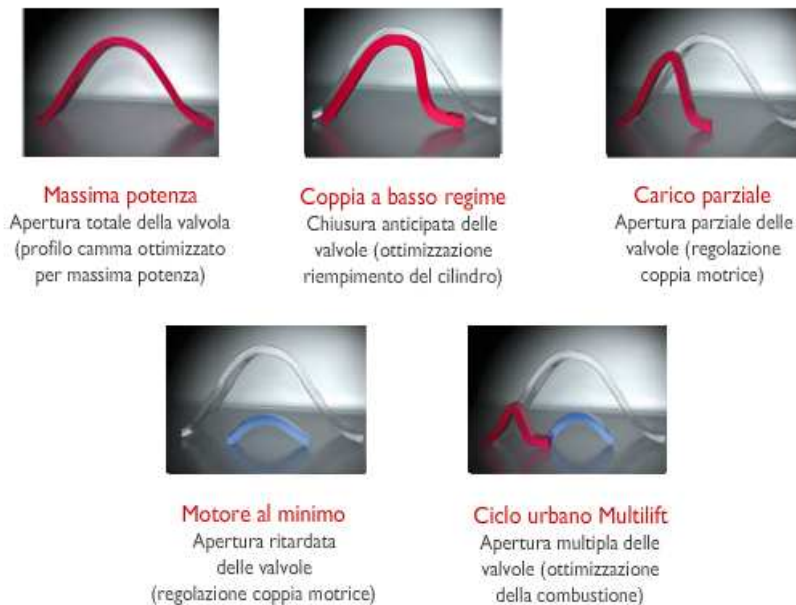 Massima potenza
Apertura totale della valvola
(profilo camma ottimizzato
per massima potenza)
Coppia a basso regime
Chiusura anticipata delle
valvole (ottimizzazione
riempimento del cilindro)
Carico parziale
Apertura parziale delle
valvole (regolazione
coppia motrice)
Motore al minimo
Apertura ritardata
delle valvole
(regolazione coppia motrice)
Ciclo urbano Multilift
Apertura multipla delle
valvole (ottimizzazione
della combustione)